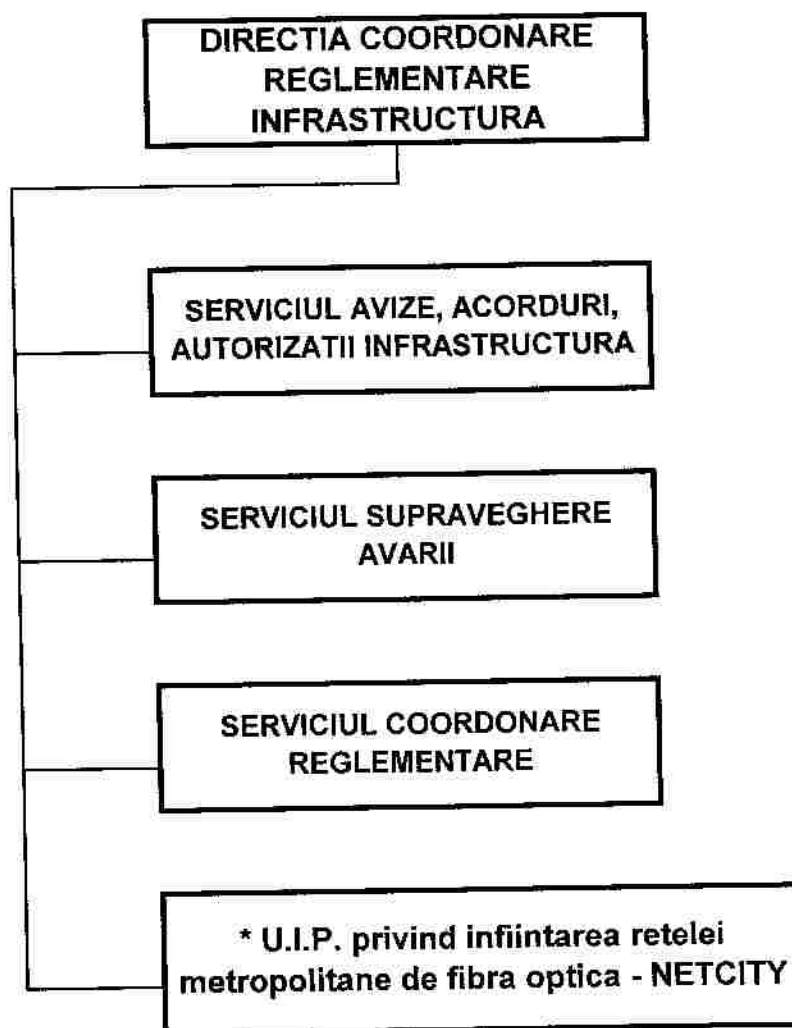 DIRECTIA COORDONARE
REGLEMENTARE
INFRASTRUCTURA
SERVICIUL AVIZE, ACORDURI,
AUTORIZATII INFRASTRUCTURA
SERVICIUL SUPRAVEGHERE
AVARII
SERVICIUL COORDONARE
REGLEMENTARE
* U.I.P. privind infiintarea retelei
metropolitane de fibra optica - NETCITY